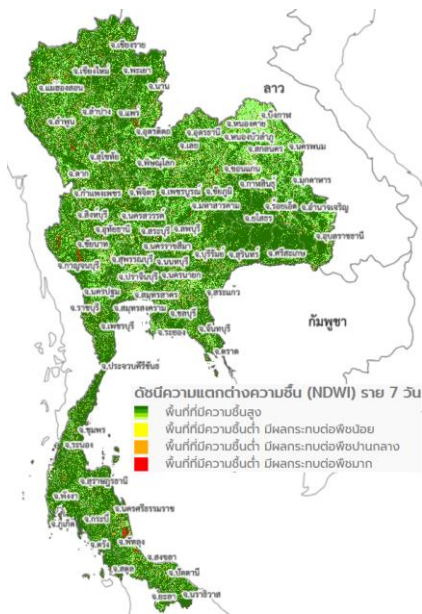 จ.เชียงราย
จ.เชียงใหม่
จ.พะเยา
จ.แม่ฮ่องสอน
จ.น่าน
ลาว
จ.ลำปาง
จ.แพร่
จ.บึงกาฬ
จ.ลำพูน
จ.หนองคาย
จ.อุตรดิตถ์
จ.อุดรธานี
จ.หนองบัวลำภู
จ.เลย
จ.สกลนคร
จ.นครพนม
จ.สุโขทัย
จ.พิษณุโลก
จ.ขอนแก่น
จ.ตาก
จ.กาฬสินธุ์
จ.มุกดาหาร
จ.กำแพงเพชร
จ.พิจิตร
จ.เพชรบูรณ์
จ.ชัยภูมิ
จ.มหาสารคาม
จ.ร้อยเอ็ด
จ.อำนาจเจริญ
จ.สิงห์บุรี
จ.นครสวรรค์
จ.ยโสธร
จ.อุทัยธานี
จ.สระบุรี
จ.ลพบุรี
จ.อุบลราชธานี
จ.ชัยนาท
จ.นครราชสีมา
จ.สุพรรณบุรี
จ.นนทบุรี
จ.บุรีรัมย์
จ.สุรินทร์
จ.ศรีสะเกษ
จ.กาญจนบุรี
จ.ปราจีนบุรี
จ.นครนายก
จ.นครปฐม
จ.สมุทรสาคร
จ.สระแก้ว
จ.ราชบุรี
จ.สมุทรสงคราม
จ.ชลบุรี
กัมพูชา
จ.เพชรบุรี
จ.ระยอง
จ.จันทบุรี
จ.ตราด
จ.ประจวบคีรีขันธ์
ดัชนีความแตกต่างความชื้น (NDWI) ราย 7 วัน
พื้นที่ที่มีความชื้นสูง
พื้นที่ที่มีความชื้นต่ำ มีผลกระทบต่อพืชน้อย
พื้นที่ที่มีความชื้นต่ำ มีผลกระทบต่อพืชปานกลาง
พื้นที่ที่มีความชื้นต่ำ มีผลกระทบต่อพืชมาก
จ.ชุมพร
จ.ระนอง
จ.สุราษฎร์ธานี
จ.พังงา
จ.นครศรีธรรมราช
จ.ภูเก็ต
จ.กระบี่
จ.ตรัง
จ.พัทลุง
จ.สงขลา
จ.สตูล
จ.ปัตตานี
จ.ยะลา
จ.นราธิวาส